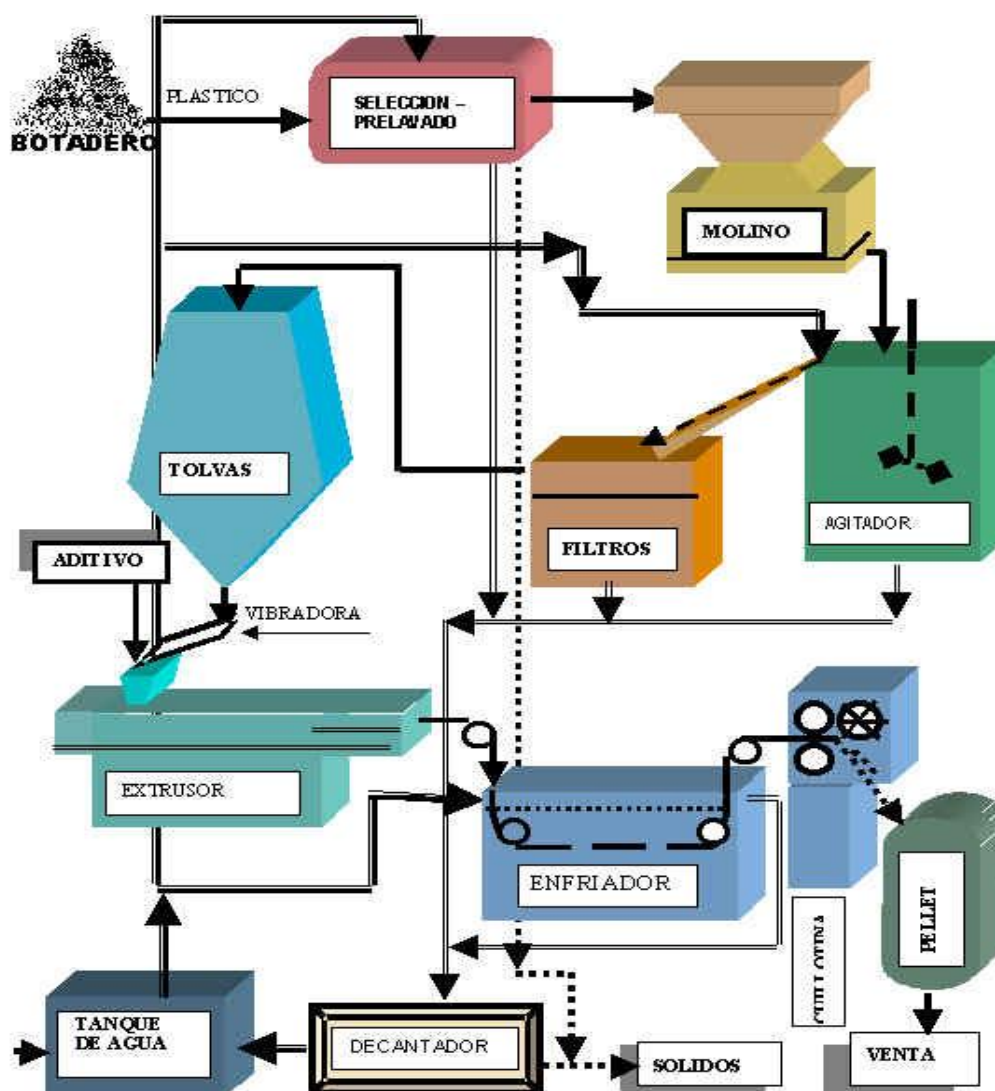 PLASTICO
SELECCION –
PRELAVADO
BOTADERO
MOLINO
TOLVAS
AGITADOR
FILTROS
ADITIVO
VIBRADORA
EXTRUSOR
ENFRIADOR
PELLET
TANQUE
DE AGUA
DECANTADOR
SOLIDOS
VENTA